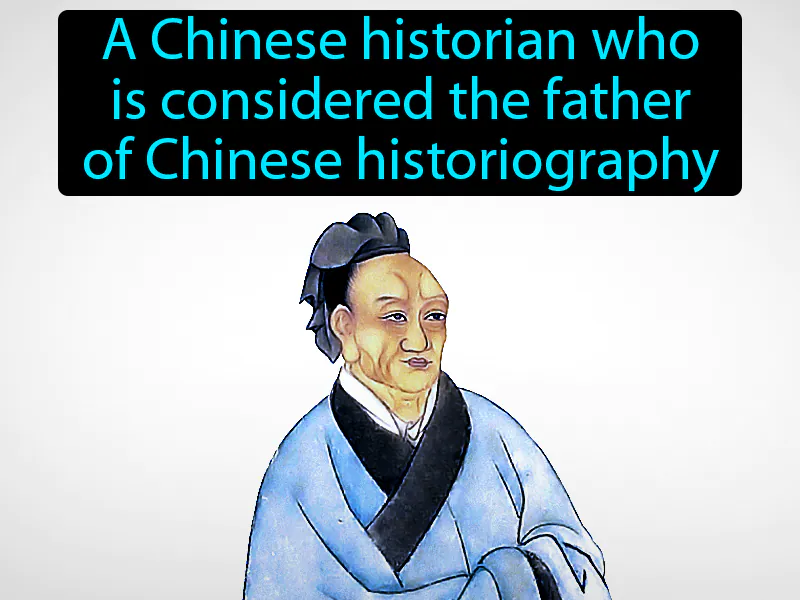 A Chinese historian who
is considered the father
of Chinese historiography